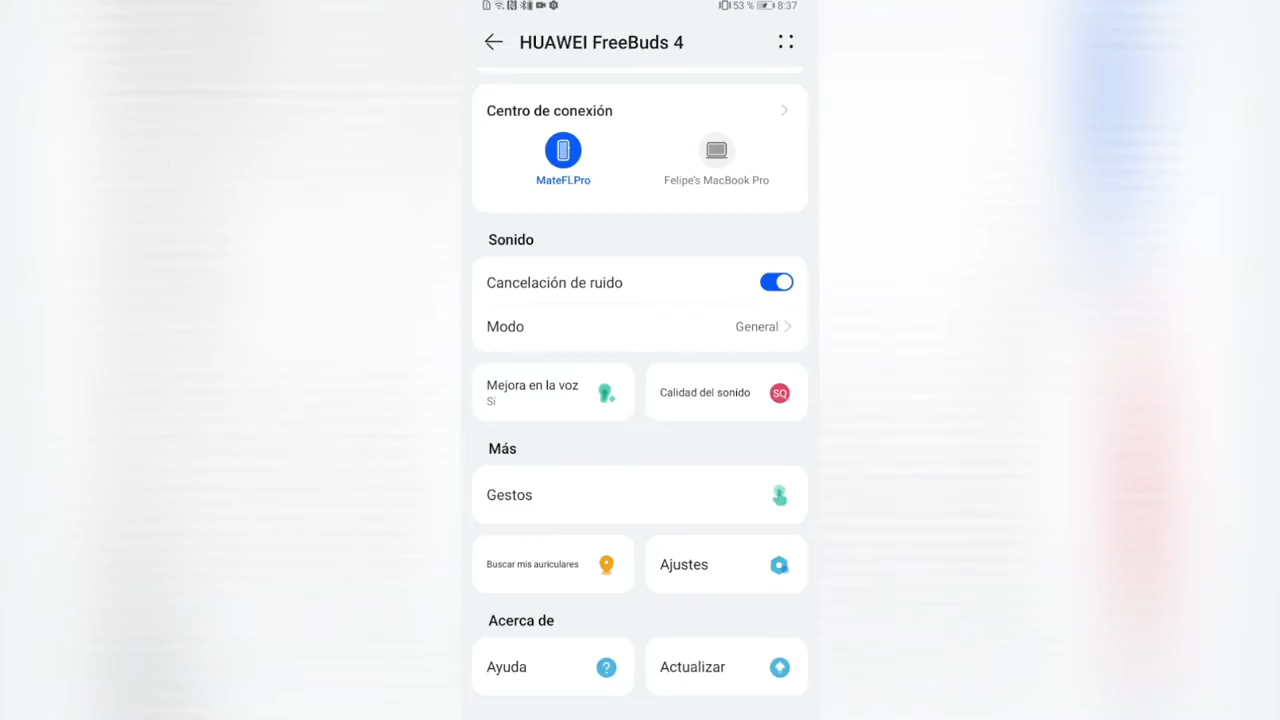 53 % 8:37
HUAWEI FreeBuds 4
Centro de conexión
MateFLPro
Felipe's MacBook Pro
Sonido
Cancelación de ruido
Modo
General
Mejora en la voz
Sí
Calidad del sonido
SQ
Más
Gestos
Buscar mis auriculares
Ajustes
Acerca de
Ayuda
?
Actualizar